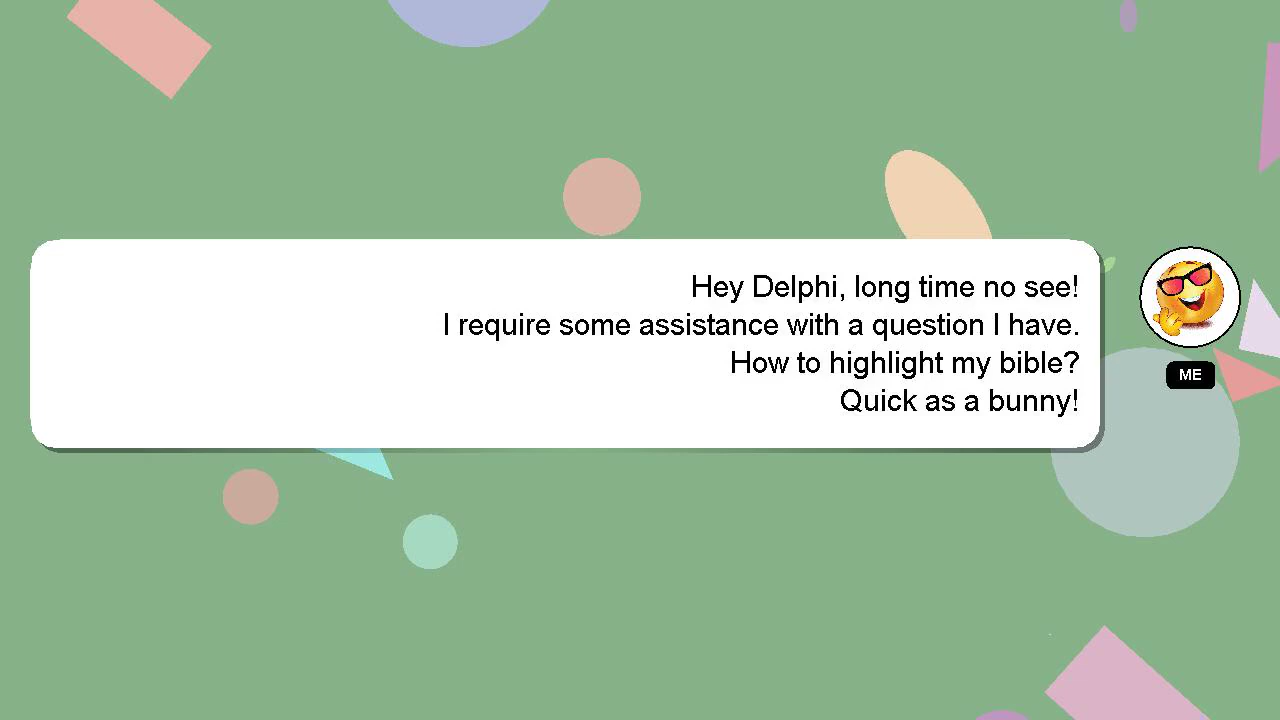 Hey Delphi, long time no see!
I require some assistance with a question I have.
How to highlight my bible?
Quick as a bunny!
ME